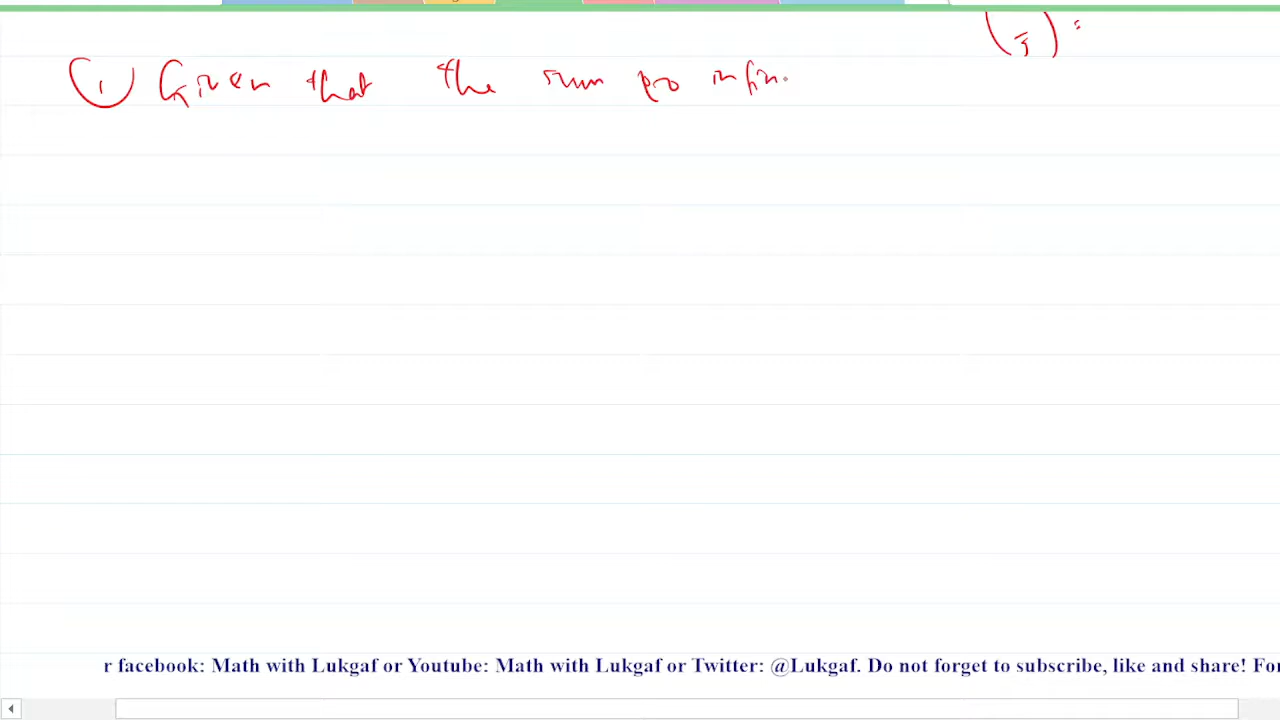 ① Given that the sum to infin
r facebook: Math with Lukgaf or Youtube: Math with Lukgaf or Twitter: @Lukgaf. Do not forget to subscribe, like and share! For